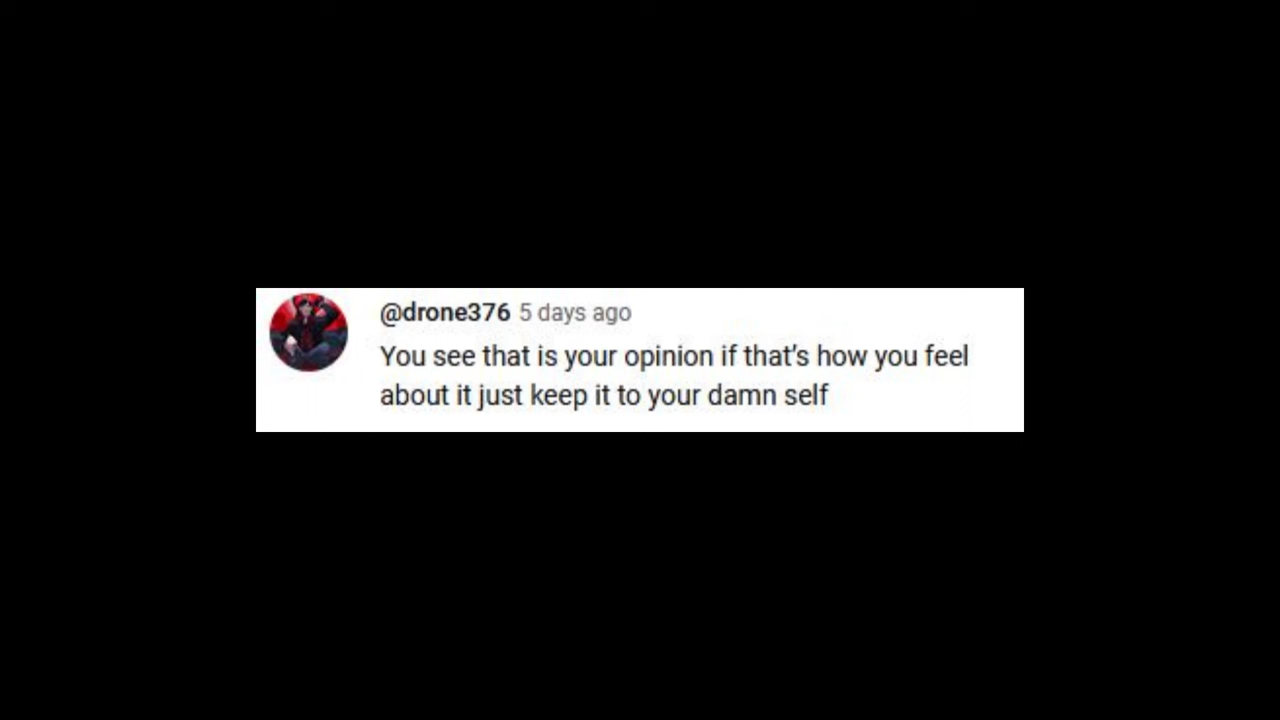 @drone376 5 days ago
You see that is your opinion if that’s how you feel
about it just keep it to your damn self